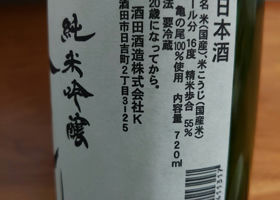 日本酒
名 米(国産)、米こうじ(国産米)
ール分 16度 精米歩合 55%
亀の尾100%使用 内容量 720ml
法 要冷蔵
20歳になってから。
酒田酒造株式会社K
酒田市日吉町2丁目3-25
純米吟醸